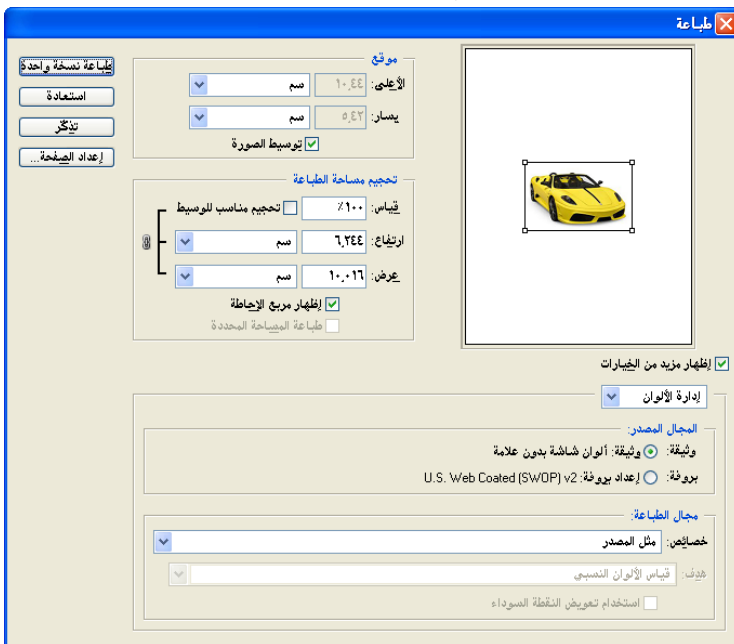 طباعة
موقع
الأعلى: ١٠,٤٤ سم
يسار: ٥,٤٢ سم
توسيط الصورة
تحجيم مساحة الطباعة
قياس: ١٠٠٪ تحجيم مناسب للوسيط
ارتفاع: ٦,٢٤٤ سم
عرض: ١٠,٠١٦ سم
إظهار مربع الإحاطة
طباعة المساحة المحددة
طباعة نسخة واحدة
استعادة
تذكّر
إعداد الصفحة...
إظهار مزيد من الخيارات
إدارة الألوان
المجال المصدر:
وثيقة: وثيقة: ألوان شاشة بدون علامة
بروفة: إعداد بروفة: U.S. Web Coated (SWOP) v2
مجال الطباعة:
خصائص: مثل المصدر
هدف: قياس الألوان النسبي
استخدام تعويض النقطة السوداء